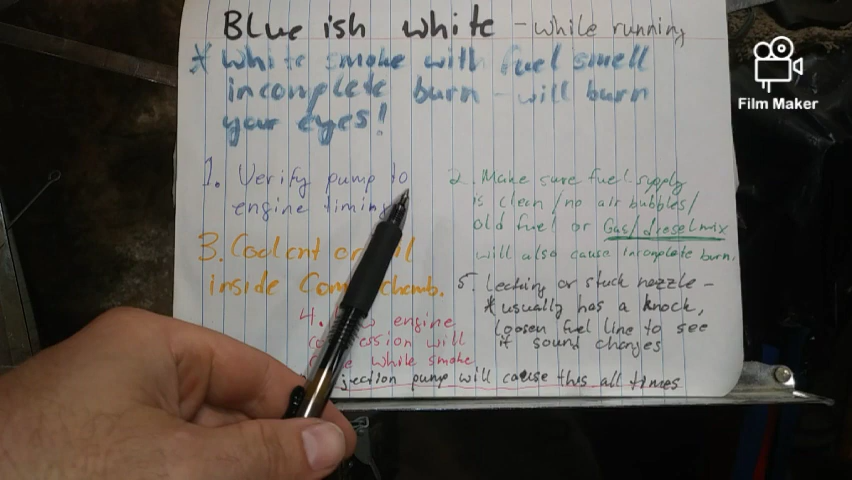 Blue ish white - while running
* White smoke with fuel smell
incomplete burn - will burn
your eyes!
1. Verify pump to
engine timing
2. Make sure fuel supply
is clean/no air bubbles/
old fuel or Gas/diesel mix
will also cause incomplete burn.
3. Coolant or
inside chamb.
4. engine
will
white smoke
5. Leaking or stuck nozzle -
* usually has a knock,
loosen fuel line to see
if sound changes
pump will cause this all times
Film Maker